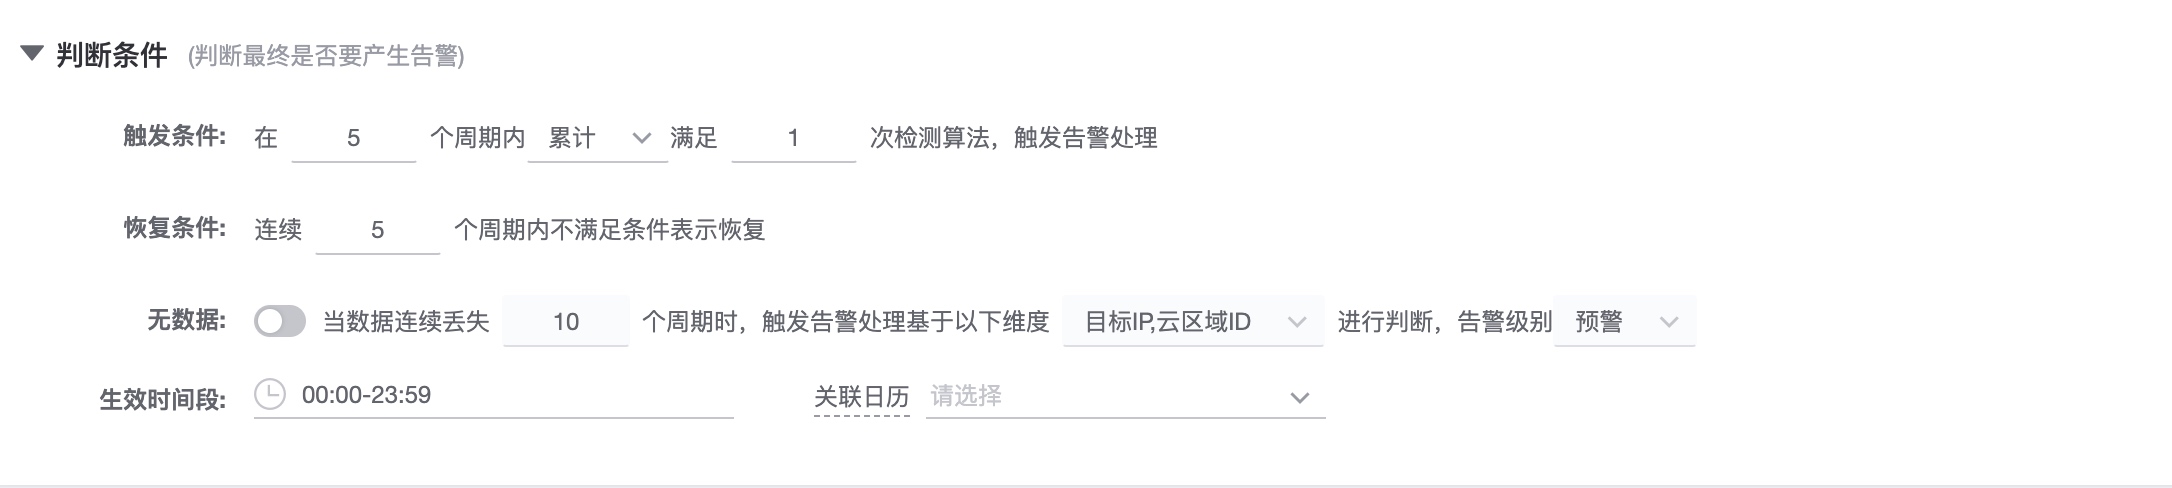 判断条件 (判断最终是否要产生告警)
触发条件: 在 5 个周期内 累计 满足 1 次检测算法，触发告警处理
恢复条件: 连续 5 个周期内不满足条件表示恢复
无数据: 当数据连续丢失 10 个周期时，触发告警处理基于以下维度 目标IP,云区域ID 进行判断，告警级别 预警
生效时间段: 00:00-23:59 关联日历 请选择